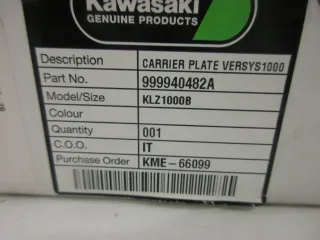 Kawasaki
GENUINE PRODUCTS
Description CARRIER PLATE VERSYS1000
Part No. 999940482A
Model/Size KLZ1000B
Colour
Quantity 001
C.O.O. IT
Purchase Order KME-66099